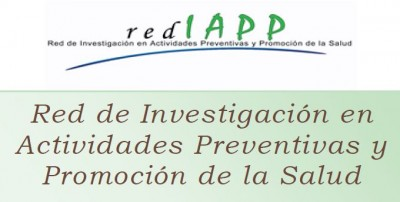 redIAPP
Red de Investigación en Actividades Preventivas y Promoción de la Salud
Red de Investigación en
Actividades Preventivas y
Promoción de la Salud